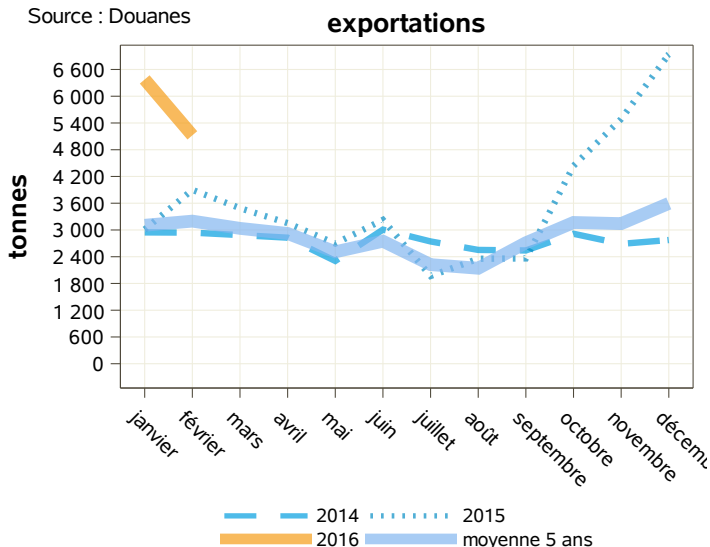 Source : Douanes
exportations
tonnes
6 600
6 000
5 400
4 800
4 200
3 600
3 000
2 400
1 800
1 200
600
0
janvier
février
mars
avril
mai
juin
juillet
août
septembre
octobre
novembre
décemb
2014
2015
2016
moyenne 5 ans